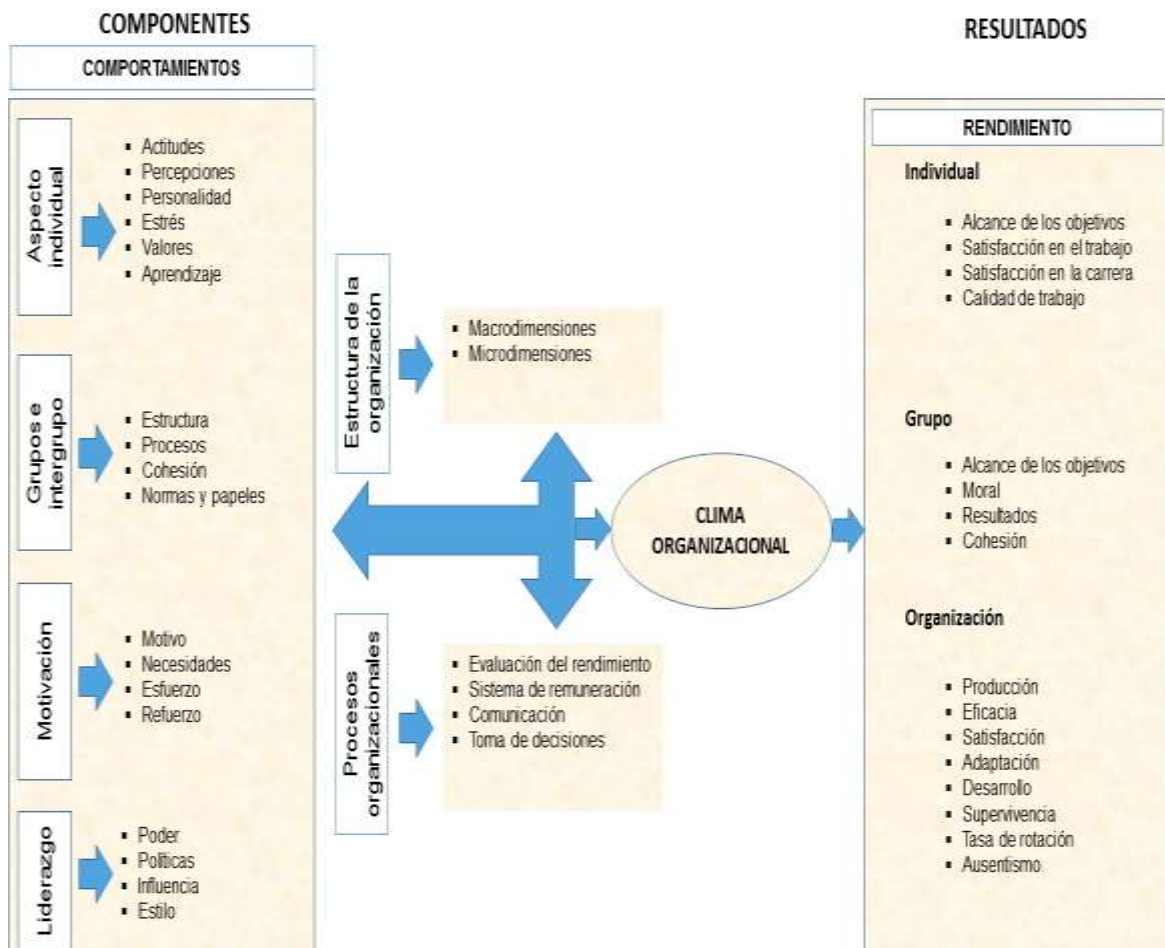 COMPONENTES
COMPORTAMIENTOS
Aspecto
individual
▪ Actitudes
▪ Percepciones
▪ Personalidad
▪ Estrés
▪ Valores
▪ Aprendizaje
Grupos e
intergrupo
▪ Estructura
▪ Procesos
▪ Cohesión
▪ Normas y papeles
Motivación
▪ Motivo
▪ Necesidades
▪ Esfuerzo
▪ Refuerzo
Liderazgo
▪ Poder
▪ Políticas
▪ Influencia
▪ Estilo
Estructura de la
organización
▪ Macrodimensiones
▪ Microdimensiones
Procesos
organizacionales
▪ Evaluación del rendimiento
▪ Sistema de remuneración
▪ Comunicación
▪ Toma de decisiones
CLIMA
ORGANIZACIONAL
RESULTADOS
RENDIMIENTO
Individual
▪ Alcance de los objetivos
▪ Satisfacción en el trabajo
▪ Satisfacción en la carrera
▪ Calidad de trabajo
Grupo
▪ Alcance de los objetivos
▪ Moral
▪ Resultados
▪ Cohesión
Organización
▪ Producción
▪ Eficacia
▪ Satisfacción
▪ Adaptación
▪ Desarrollo
▪ Supervivencia
▪ Tasa de rotación
▪ Ausentismo